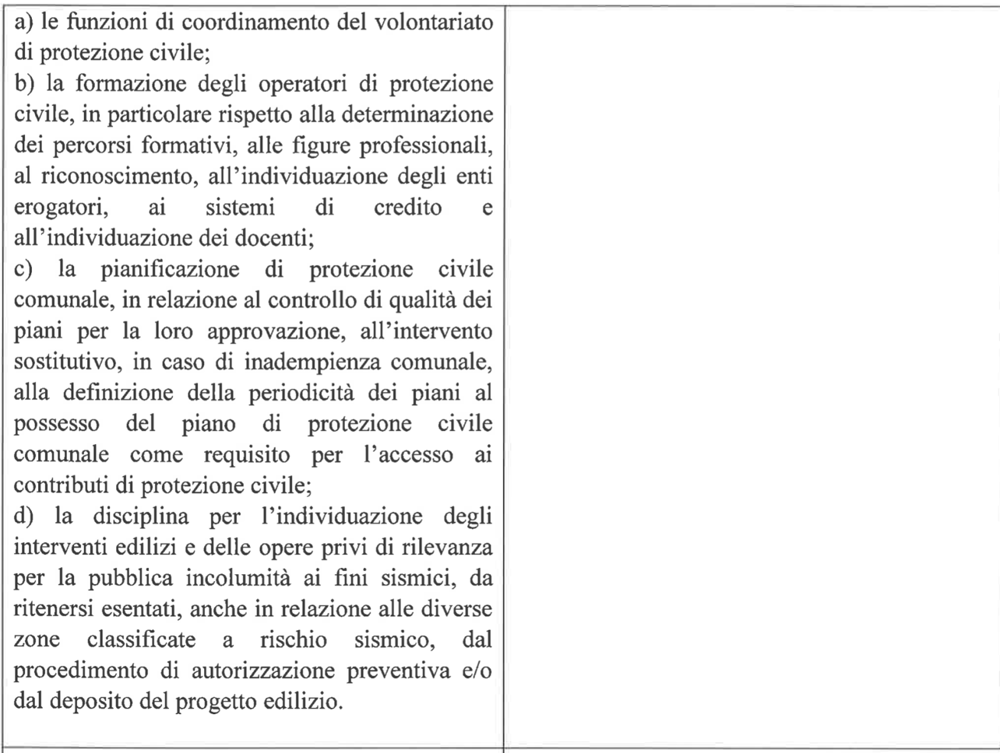 a) le funzioni di coordinamento del volontariato
di protezione civile;
b) la formazione degli operatori di protezione
civile, in particolare rispetto alla determinazione
dei percorsi formativi, alle figure professionali,
al riconoscimento, all’individuazione degli enti
erogatori, ai sistemi di credito e
all’individuazione dei docenti;
c) la pianificazione di protezione civile
comunale, in relazione al controllo di qualità dei
piani per la loro approvazione, all’intervento
sostitutivo, in caso di inadempienza comunale,
alla definizione della periodicità dei piani al
possesso del piano di protezione civile
comunale come requisito per l’accesso ai
contributi di protezione civile;
d) la disciplina per l’individuazione degli
interventi edilizi e delle opere privi di rilevanza
per la pubblica incolumità ai fini sismici, da
ritenersi esentati, anche in relazione alle diverse
zone classificate a rischio sismico, dal
procedimento di autorizzazione preventiva e/o
dal deposito del progetto edilizio.